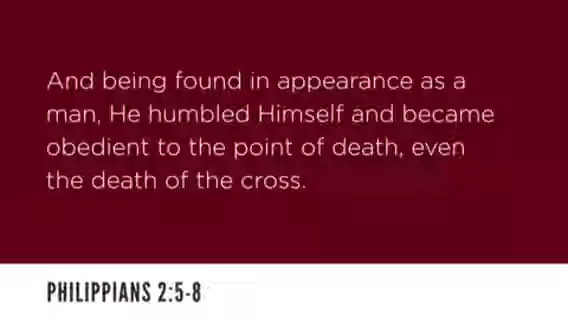 And being found in appearance as a
man, He humbled Himself and became
obedient to the point of death, even
the death of the cross.
PHILIPPIANS 2:5-8